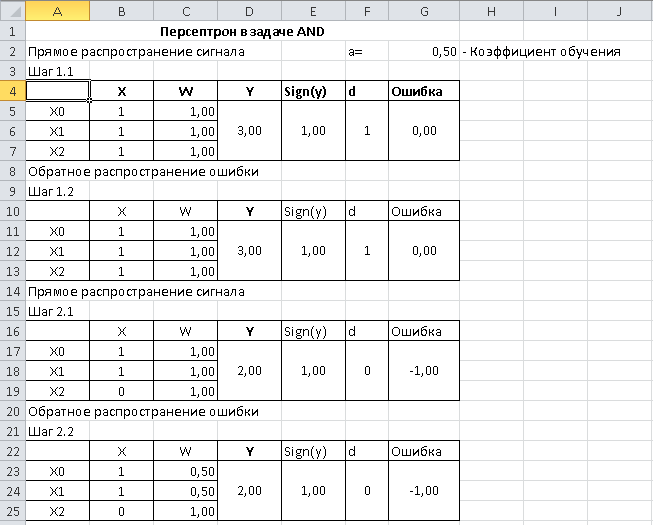 A B C D E F G H I J
1 Персептрон в задаче AND
2 Прямое распространение сигнала a= 0,50 - Коэффициент обучения
3 Шаг 1.1
4 X W Y Sign(y) d Ошибка
5 X0 1 1,00
6 X1 1 1,00 3,00 1,00 1 0,00
7 X2 1 1,00
8 Обратное распространение ошибки
9 Шаг 1.2
10 X W Y Sign(y) d Ошибка
11 X0 1 1,00
12 X1 1 1,00 3,00 1,00 1 0,00
13 X2 1 1,00
14 Прямое распространение сигнала
15 Шаг 2.1
16 X W Y Sign(y) d Ошибка
17 X0 1 1,00
18 X1 1 1,00 2,00 1,00 0 -1,00
19 X2 0 1,00
20 Обратное распространение ошибки
21 Шаг 2.2
22 X W Y Sign(y) d Ошибка
23 X0 1 0,50
24 X1 1 0,50 2,00 1,00 0 -1,00
25 X2 0 1,00